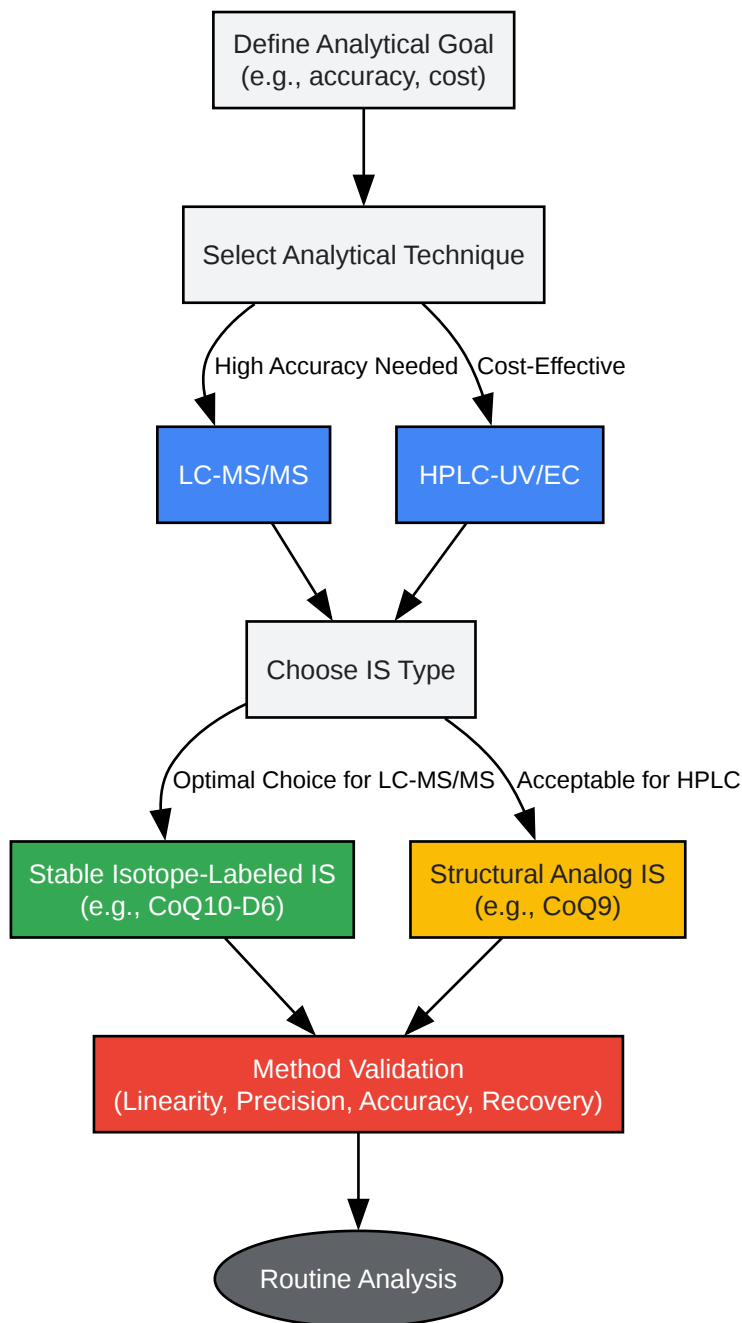 Define Analytical Goal
(e.g., accuracy, cost)
Select Analytical Technique
High Accuracy Needed
Cost-Effective
LC-MS/MS
HPLC-UV/EC
Choose IS Type
Optimal Choice for LC-MS/MS
Acceptable for HPLC
Stable Isotope-Labeled IS
(e.g., CoQ10-D6)
Structural Analog IS
(e.g., CoQ9)
Method Validation
(Linearity, Precision, Accuracy, Recovery)
Routine Analysis